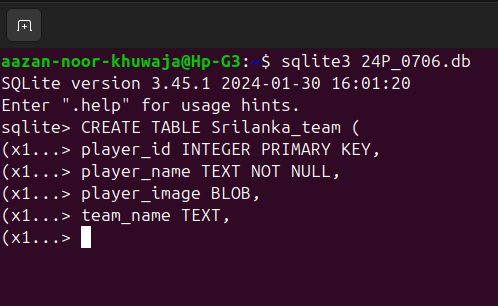 aazan-noor-khuwaja@Hp-G3:~$ sqlite3 24P_0706.db
SQLite version 3.45.1 2024-01-30 16:01:20
Enter ".help" for usage hints.
sqlite> CREATE TABLE Srilanka_team (
(x1...> player_id INTEGER PRIMARY KEY,
(x1...> player_name TEXT NOT NULL,
(x1...> player_image BLOB,
(x1...> team_name TEXT,
(x1...>